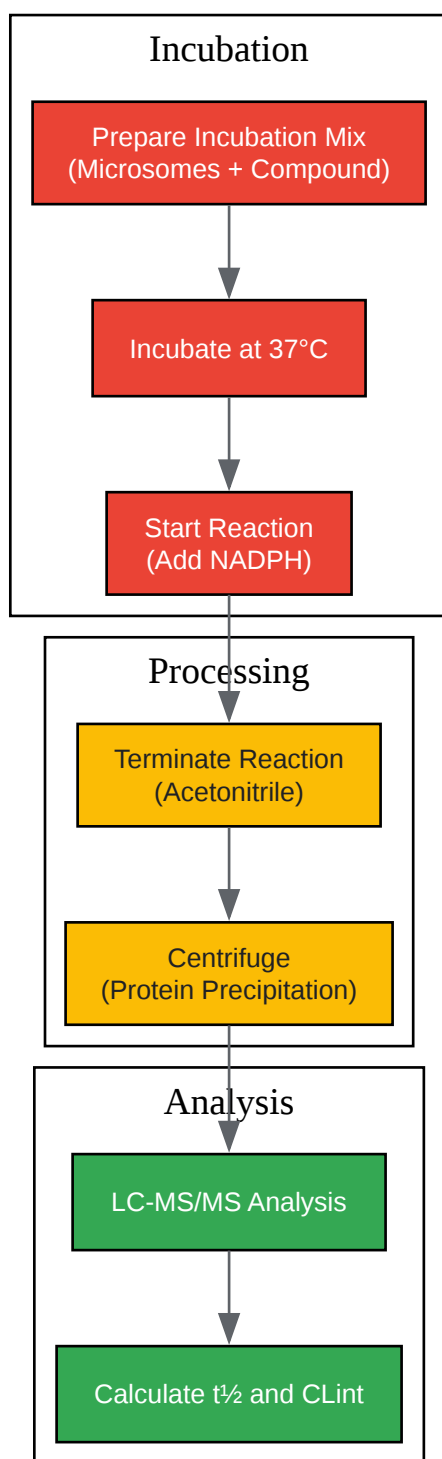 Incubation
Prepare Incubation Mix
(Microsomes + Compound)
Incubate at 37°C
Start Reaction
(Add NADPH)
Processing
Terminate Reaction
(Acetonitrile)
Centrifuge
(Protein Precipitation)
Analysis
LC-MS/MS Analysis
Calculate t½ and CLint